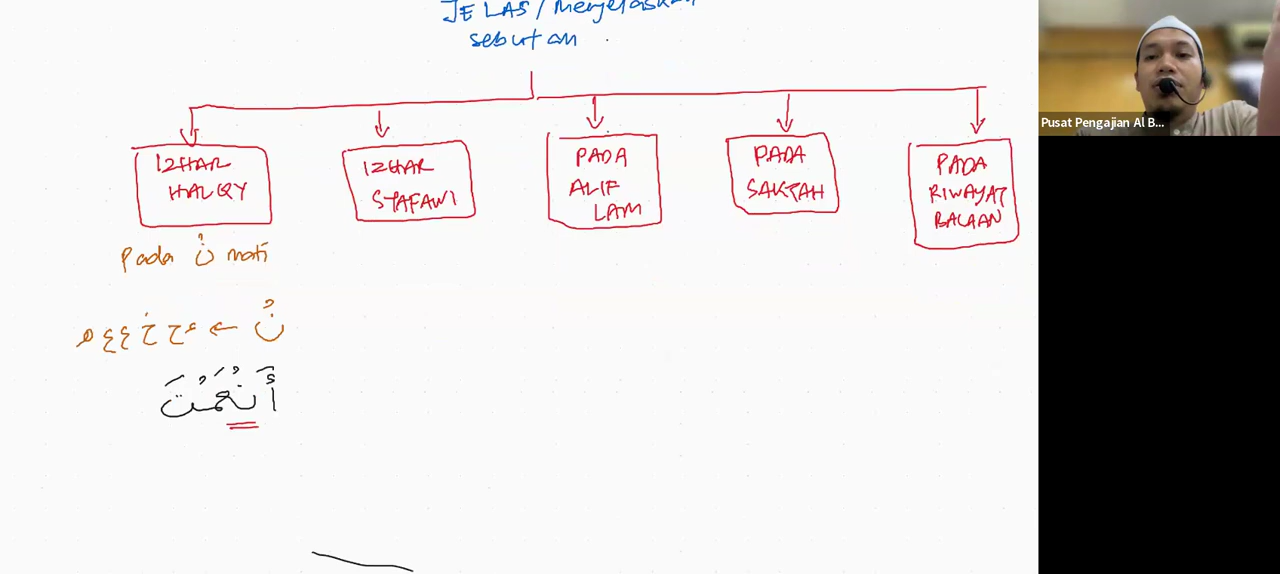 JELAS/Menjelaskan
sebutan
IZHAR
HALQY
IZHAR
SYAFAWI
PADA
ALIF
LAM
PADA
SAKTAH
PADA
RIWAYAT
BACAAN
Pada نْ mati
نْ ← ء ح خ ع غ ه
أَنْعَمْتَ
Pusat Pengajian Al B...